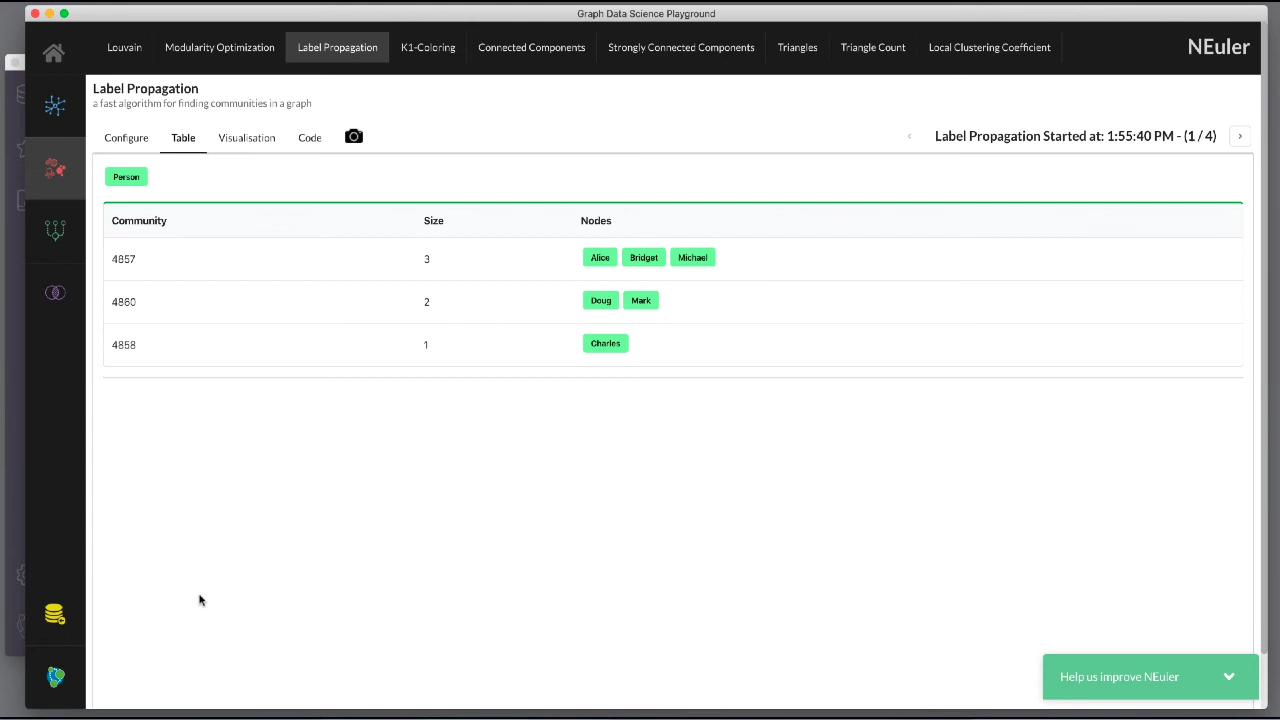 Graph Data Science Playground
Louvain Modularity Optimization Label Propagation K1-Coloring Connected Components Strongly Connected Components Triangles Triangle Count Local Clustering Coefficient NEuler
Label Propagation
a fast algorithm for finding communities in a graph
Configure Table Visualisation Code Label Propagation Started at: 1:55:40 PM - (1 / 4)
Person
Community Size Nodes
4857 3 Alice Bridget Michael
4860 2 Doug Mark
4858 1 Charles
Help us improve NEuler